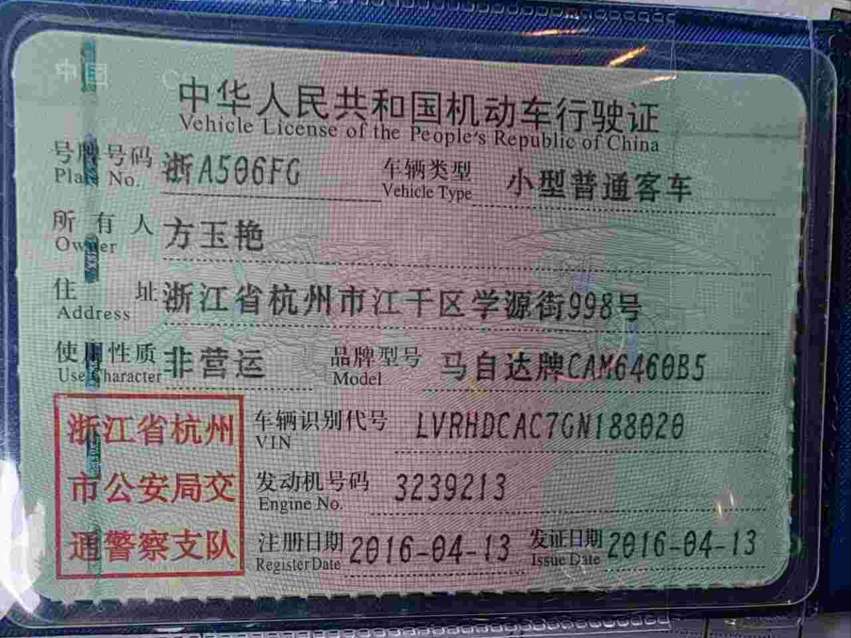 中国
中华人民共和国机动车行驶证
Vehicle License of the People's Republic of China
号牌号码 浙A506FG 车辆类型 小型普通客车
Plate No. Vehicle Type
所有人 方玉艳
Owner
住址 浙江省杭州市江干区学源街998号
Address
使用性质 非营运 品牌型号 马自达牌CAM6460B5
Use Character Model
浙江省杭州 车辆识别代号 LVRHDCAC7GN188020
VIN
市公安局交 发动机号码 3239213
Engine No.
通警察支队 注册日期 2016-04-13 发证日期 2016-04-13
Register Date Issue Date